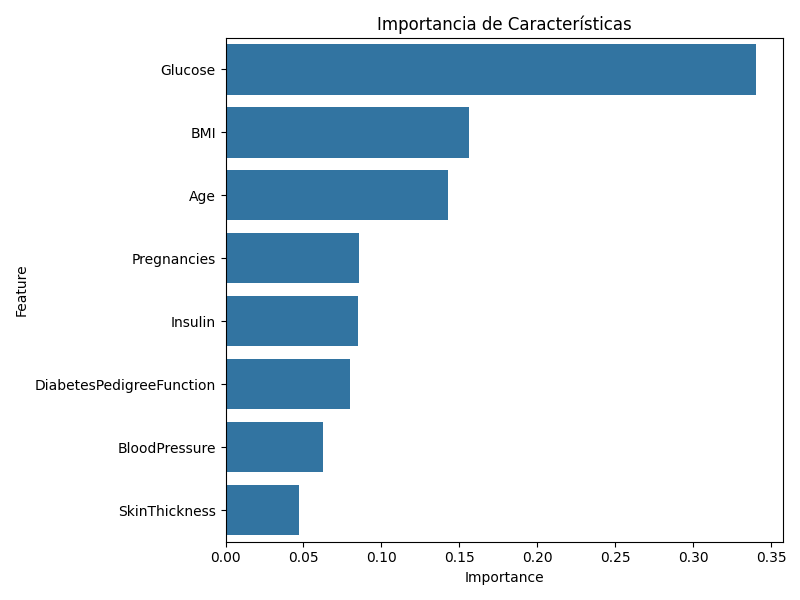 Importancia de Características
Glucose
BMI
Age
Pregnancies
Insulin
DiabetesPedigreeFunction
BloodPressure
SkinThickness
Feature
0.00 0.05 0.10 0.15 0.20 0.25 0.30 0.35
Importance